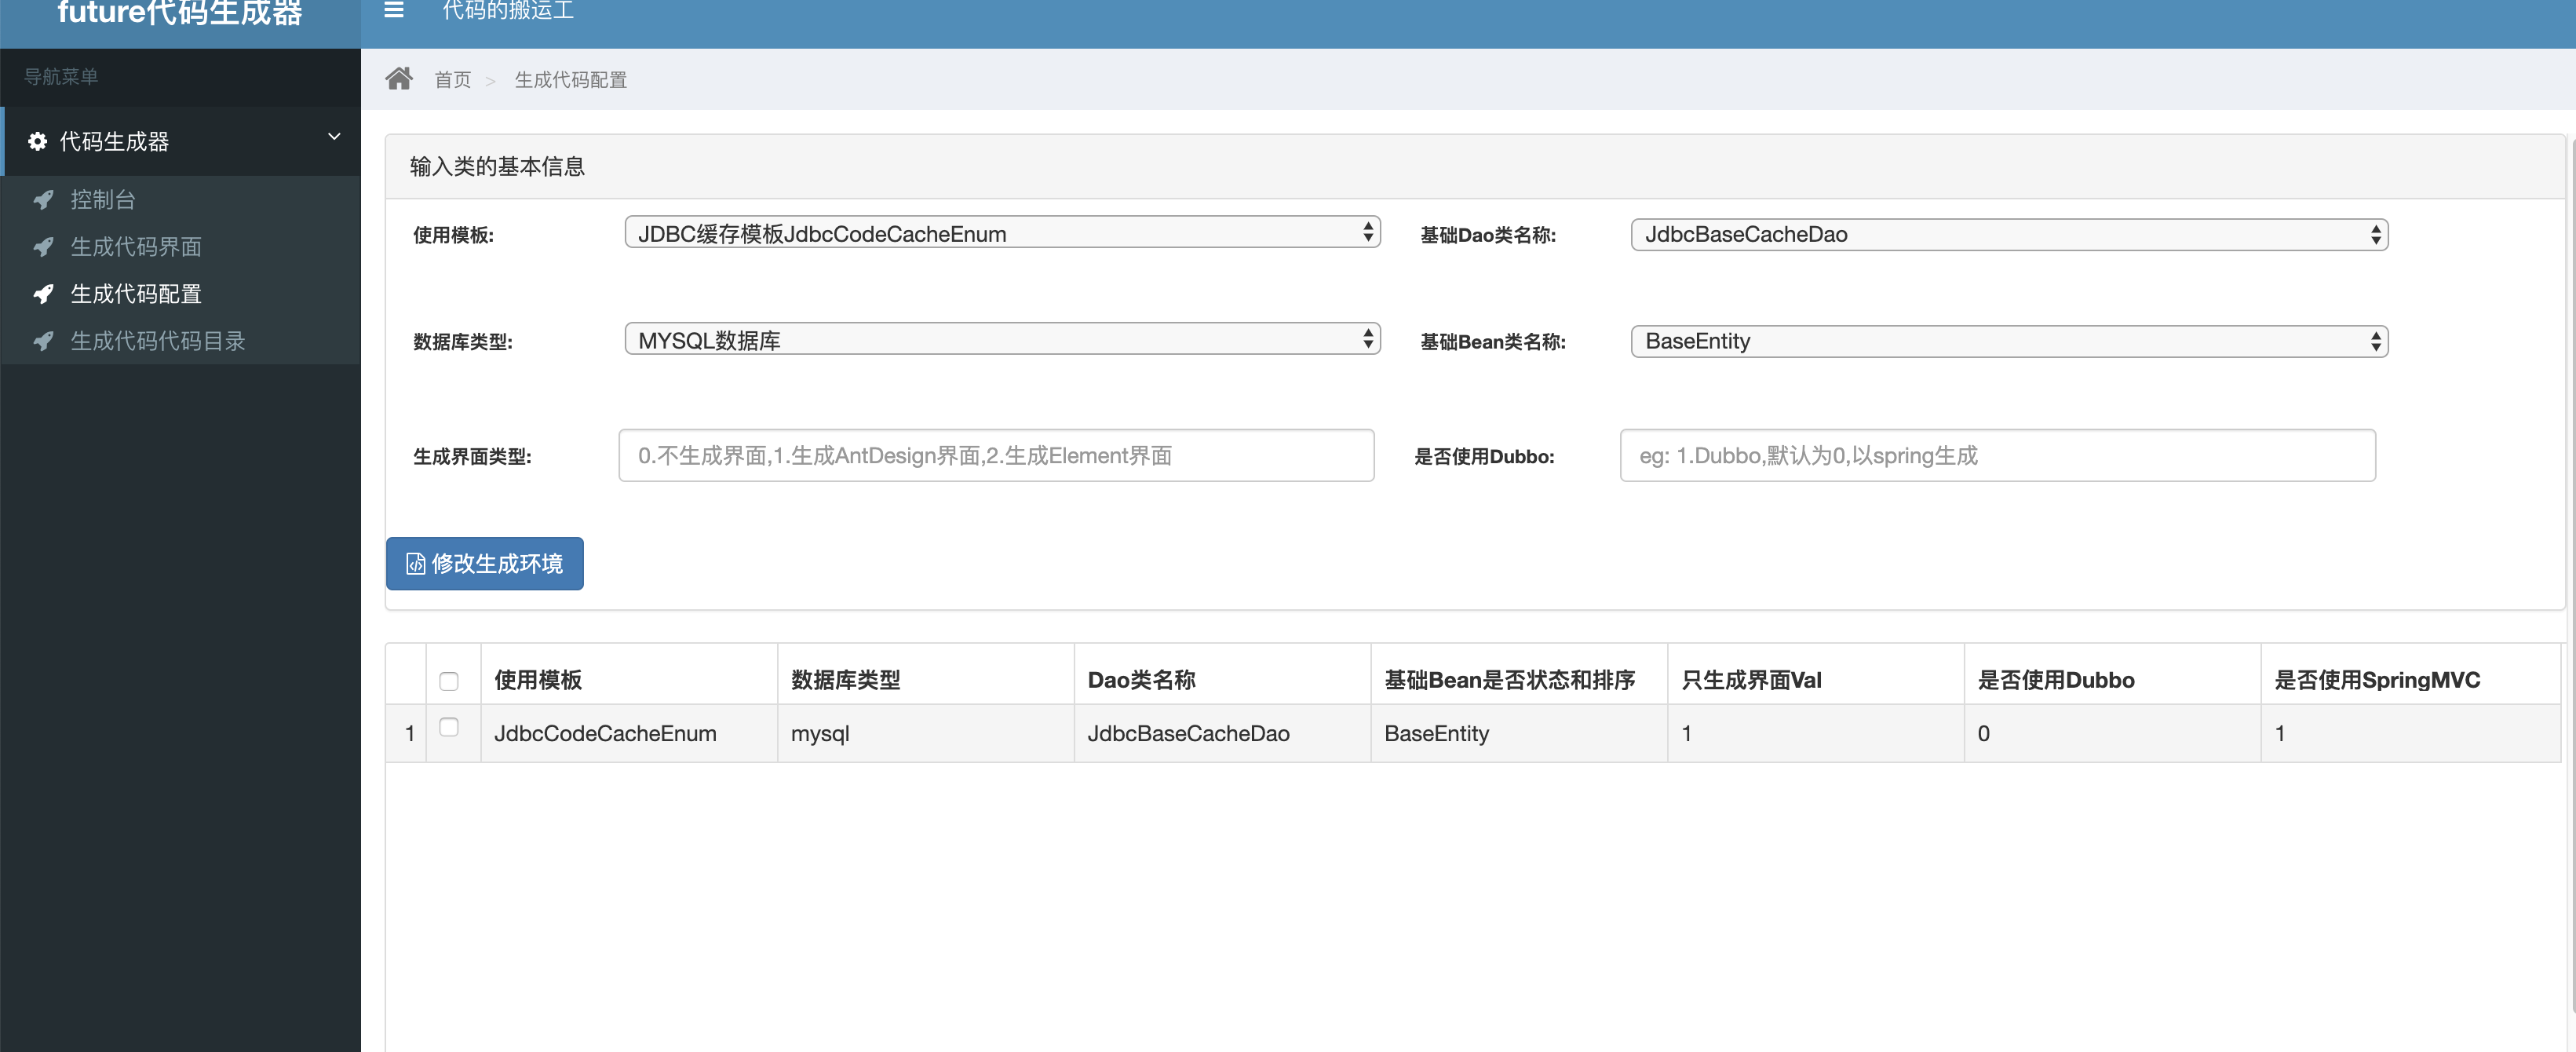 future代码生成器
代码的搬运工
导航菜单
代码生成器
控制台
生成代码界面
生成代码配置
生成代码代码目录
首页 > 生成代码配置
输入类的基本信息
使用模板: JDBC缓存模板JdbcCodeCacheEnum 基础Dao类名称: JdbcBaseCacheDao
数据库类型: MYSQL数据库 基础Bean类名称: BaseEntity
生成界面类型: 0.不生成界面,1.生成AntDesign界面,2.生成Element界面 是否使用Dubbo: eg: 1.Dubbo,默认为0,以spring生成
修改生成环境
使用模板 数据库类型 Dao类名称 基础Bean是否状态和排序 只生成界面Val 是否使用Dubbo 是否使用SpringMVC
1 JdbcCodeCacheEnum mysql JdbcBaseCacheDao BaseEntity 1 0 1